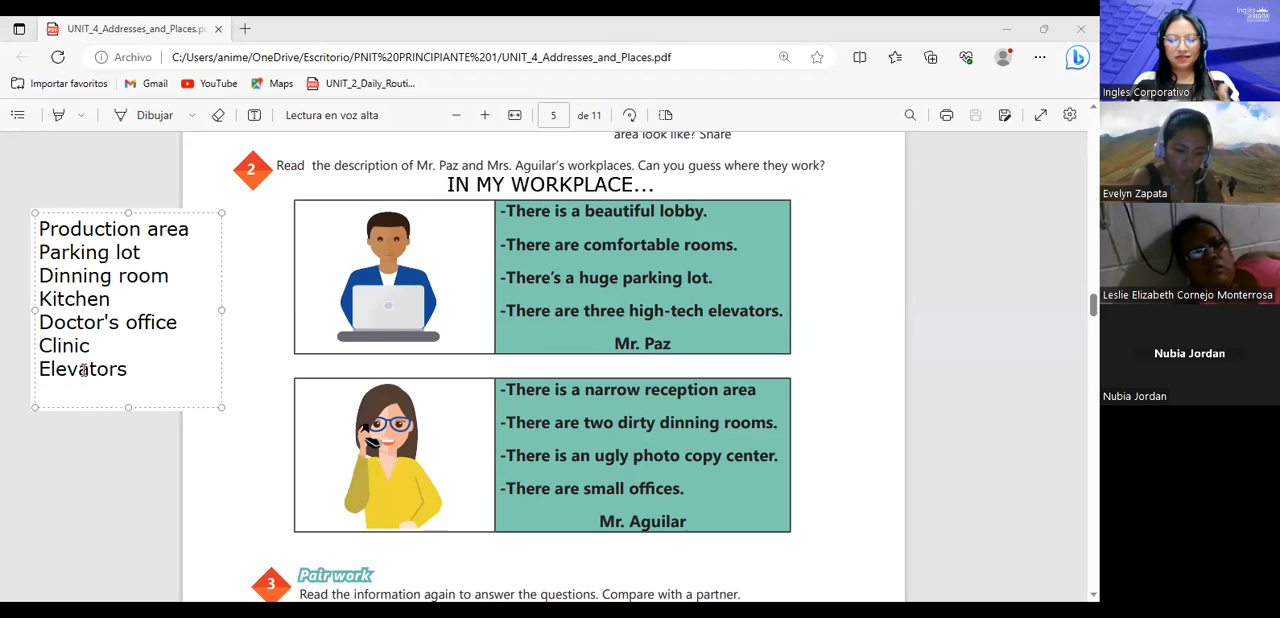 UNIT_4_Addresses_and_Places.pc
Archivo
C:/Users/anime/OneDrive/Escritorio/PNIT%20PRINCIPIANTE%201/UNIT_4_Addresses_and_Places.pdf
Importar favoritos
Gmail
YouTube
Maps
UNIT_2_Daily_Routi...
Dibujar
Lectura en voz alta
5
de 11
area look like? Share
2
Read the description of Mr. Paz and Mrs. Aguilar's workplaces. Can you guess where they work?
IN MY WORKPLACE...
Production area
Parking lot
Dinning room
Kitchen
Doctor's office
Clinic
Elevators
-There is a beautiful lobby.
-There are comfortable rooms.
-There's a huge parking lot.
-There are three high-tech elevators.
Mr. Paz
-There is a narrow reception area
-There are two dirty dinning rooms.
-There is an ugly photo copy center.
-There are small offices.
Mr. Aguilar
3
Pair work
Read the information again to answer the questions. Compare with a partner.
Ingles Corporativo
Evelyn Zapata
Leslie Elizabeth Cornejo Monterrosa
Nubia Jordan
Nubia Jordan